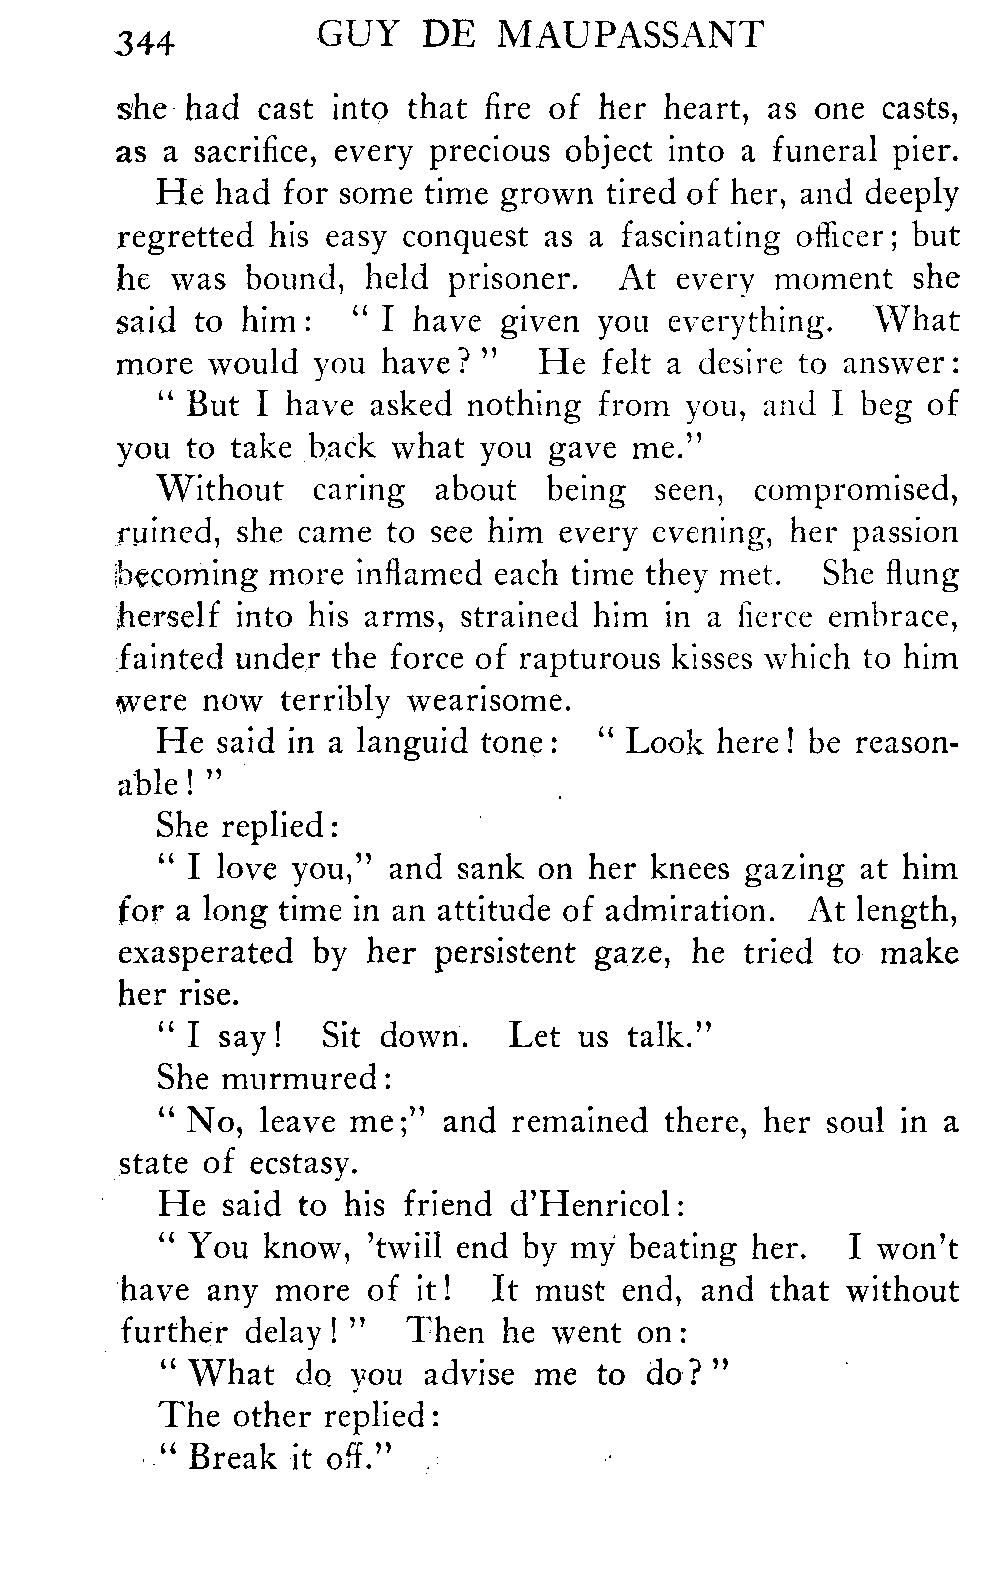 344 GUY DE MAUPASSANT
she had cast into that fire of her heart, as one casts,
as a sacrifice, every precious object into a funeral pier.
He had for some time grown tired of her, and deeply
regretted his easy conquest as a fascinating officer; but
he was bound, held prisoner. At every moment she
said to him: " I have given you everything. What
more would you have? " He felt a desire to answer:
" But I have asked nothing from you, and I beg of
you to take back what you gave me."
Without caring about being seen, compromised,
ruined, she came to see him every evening, her passion
becoming more inflamed each time they met. She flung
herself into his arms, strained him in a fierce embrace,
fainted under the force of rapturous kisses which to him
were now terribly wearisome.
He said in a languid tone: " Look here! be reason-
able! "
She replied:
" I love you," and sank on her knees gazing at him
for a long time in an attitude of admiration. At length,
exasperated by her persistent gaze, he tried to make
her rise.
" I say! Sit down. Let us talk."
She murmured:
" No, leave me;" and remained there, her soul in a
state of ecstasy.
He said to his friend d'Henricol:
" You know, 'twill end by my beating her. I won't
have any more of it! It must end, and that without
further delay! " Then he went on:
" What do you advise me to do? "
The other replied:
" Break it off."